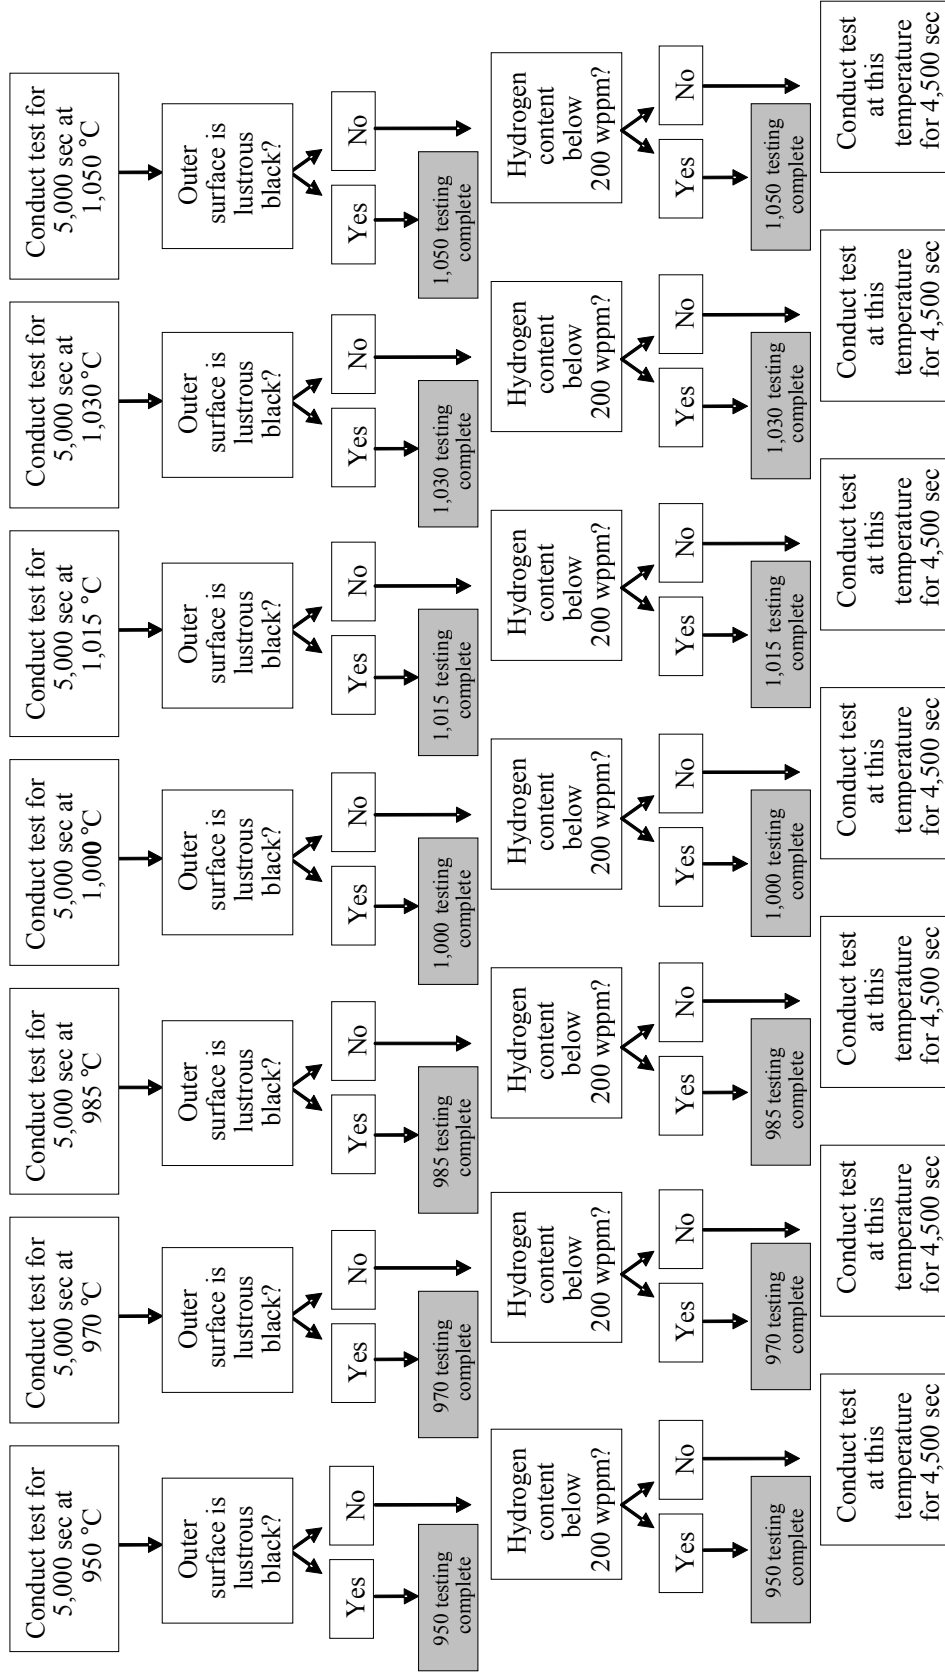 Conduct test for
5,000 sec at
950 °C
Outer
surface is
lustrous
black?
Yes
No
950 testing
complete
Hydrogen
content
below
200 wppm?
Yes
No
950 testing
complete
Conduct test
at this
temperature
for 4,500 sec
Conduct test for
5,000 sec at
970 °C
Outer
surface is
lustrous
black?
Yes
No
970 testing
complete
Hydrogen
content
below
200 wppm?
Yes
No
970 testing
complete
Conduct test
at this
temperature
for 4,500 sec
Conduct test for
5,000 sec at
985 °C
Outer
surface is
lustrous
black?
Yes
No
985 testing
complete
Hydrogen
content
below
200 wppm?
Yes
No
985 testing
complete
Conduct test
at this
temperature
for 4,500 sec
Conduct test for
5,000 sec at
1,000 °C
Outer
surface is
lustrous
black?
Yes
No
1,000 testing
complete
Hydrogen
content
below
200 wppm?
Yes
No
1,000 testing
complete
Conduct test
at this
temperature
for 4,500 sec
Conduct test for
5,000 sec at
1,015 °C
Outer
surface is
lustrous
black?
Yes
No
1,015 testing
complete
Hydrogen
content
below
200 wppm?
Yes
No
1,015 testing
complete
Conduct test
at this
temperature
for 4,500 sec
Conduct test for
5,000 sec at
1,030 °C
Outer
surface is
lustrous
black?
Yes
No
1,030 testing
complete
Hydrogen
content
below
200 wppm?
Yes
No
1,030 testing
complete
Conduct test
at this
temperature
for 4,500 sec
Conduct test for
5,000 sec at
1,050 °C
Outer
surface is
lustrous
black?
Yes
No
1,050 testing
complete
Hydrogen
content
below
200 wppm?
Yes
No
1,050 testing
complete
Conduct test
at this
temperature
for 4,500 sec